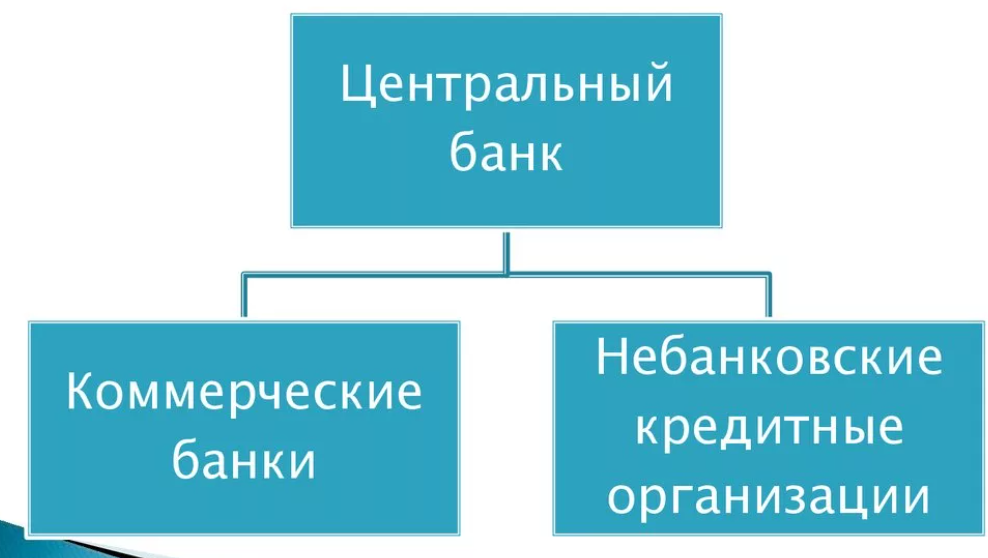 Центральный
банк
Коммерческие
банки
Небанковские
кредитные
организации